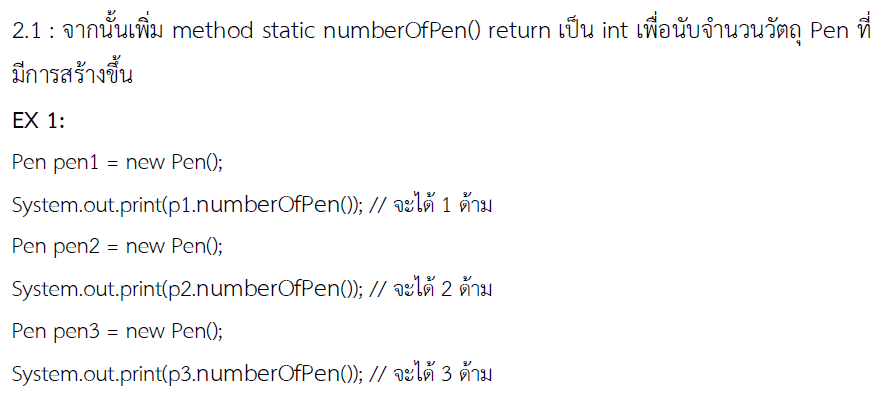 2.1 : จากนั้นเพิ่ม method static numberOfPen() return เป็น int เพื่อนับจำนวนวัตถุ Pen ที่
มีการสร้างขึ้น
EX 1:
Pen pen1 = new Pen();
System.out.print(p1.numberOfPen()); // จะได้ 1 ด้าม
Pen pen2 = new Pen();
System.out.print(p2.numberOfPen()); // จะได้ 2 ด้าม
Pen pen3 = new Pen();
System.out.print(p3.numberOfPen()); // จะได้ 3 ด้าม